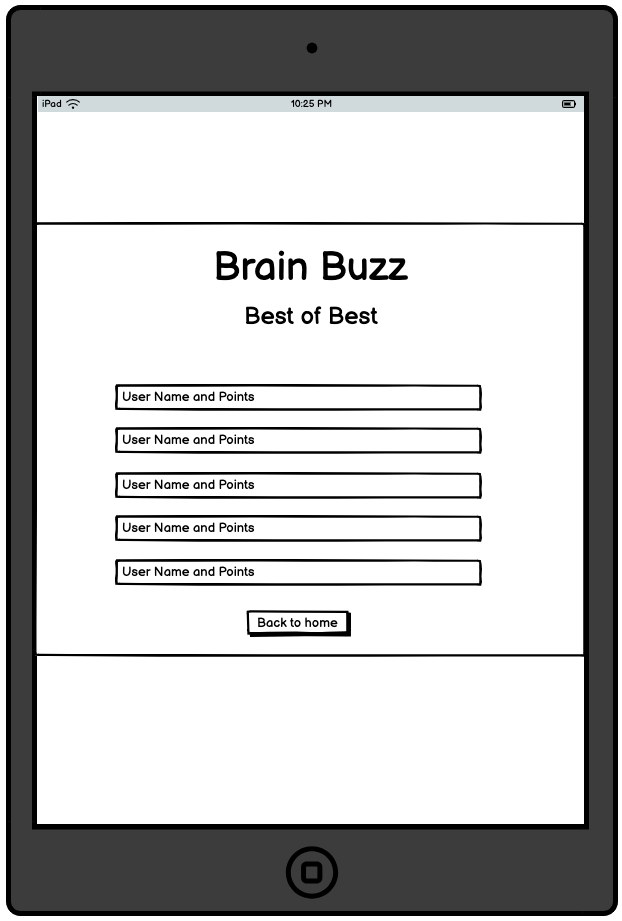 iPad 10:25 PM
Brain Buzz
Best of Best
User Name and Points
User Name and Points
User Name and Points
User Name and Points
User Name and Points
Back to home